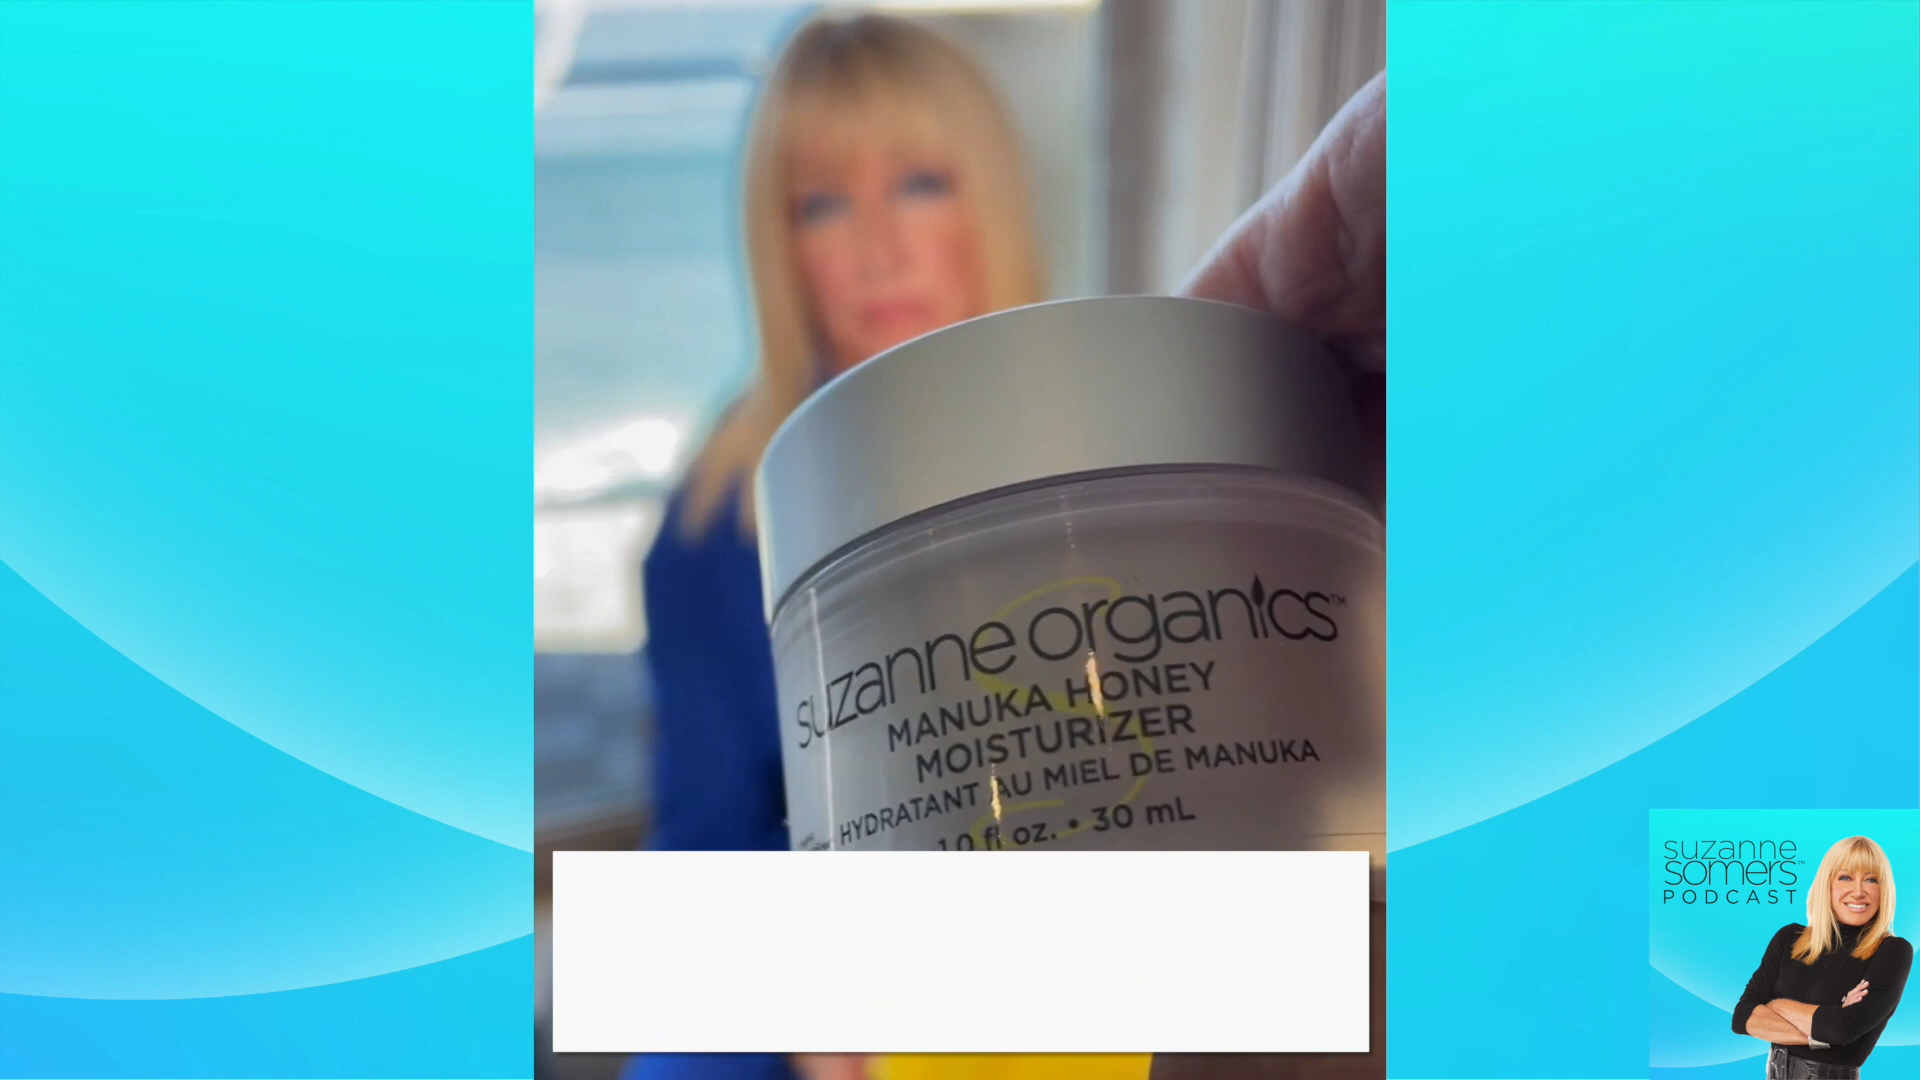 suzanne organics™
MANUKA HONEY
MOISTURIZER
HYDRATANT AU MIEL DE MANUKA
1.0 fl oz. • 30 mL
suzanne
somers™
PODCAST